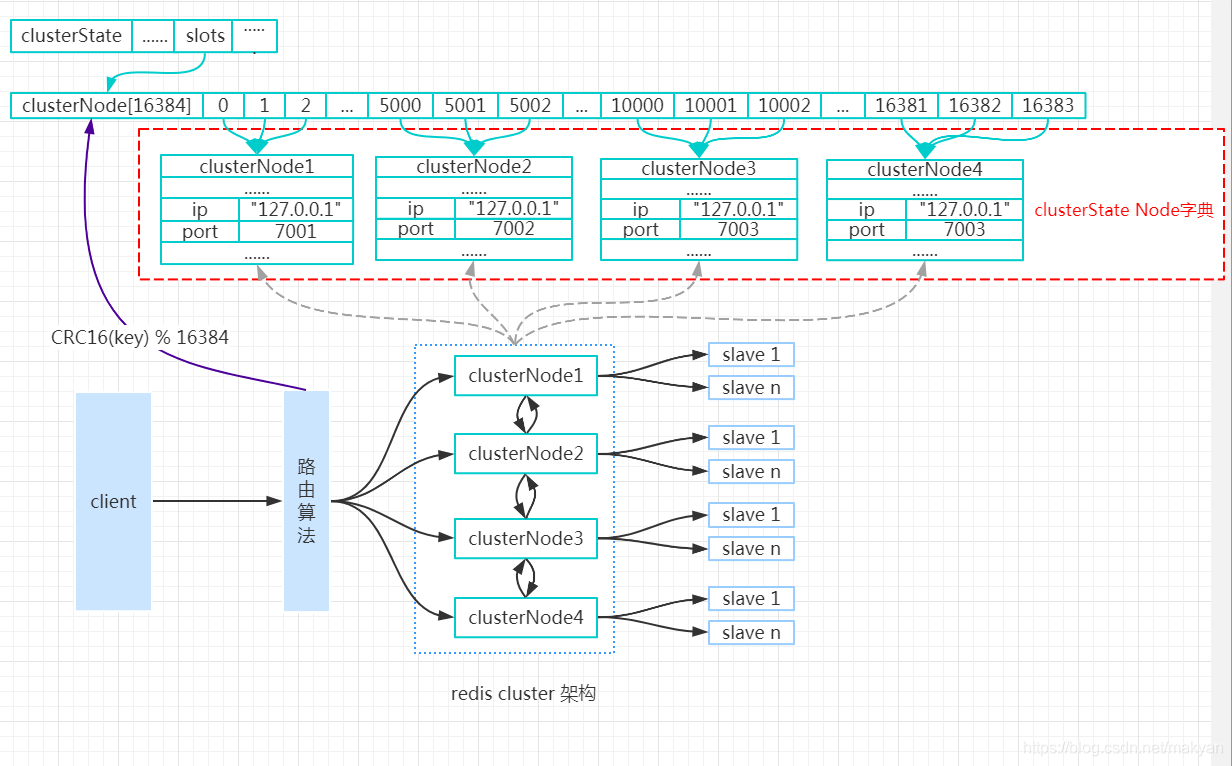 clusterState ...... slots ......
clusterNode[16384] 0 1 2 ... 5000 5001 5002 ... 10000 10001 10002 ... 16381 16382 16383
clusterNode1 clusterNode2 clusterNode3 clusterNode4
...... ...... ...... ......
ip "127.0.0.1" ip "127.0.0.1" ip "127.0.0.1" ip "127.0.0.1"
clusterState Node字典
port 7001 port 7002 port 7003 port 7003
...... ...... ...... ......
CRC16(key) % 16384
client
路由算法
clusterNode1
slave 1
slave n
clusterNode2
slave 1
slave n
clusterNode3
slave 1
slave n
clusterNode4
slave 1
slave n
redis cluster 架构
https://blog.csdn.net/makyan